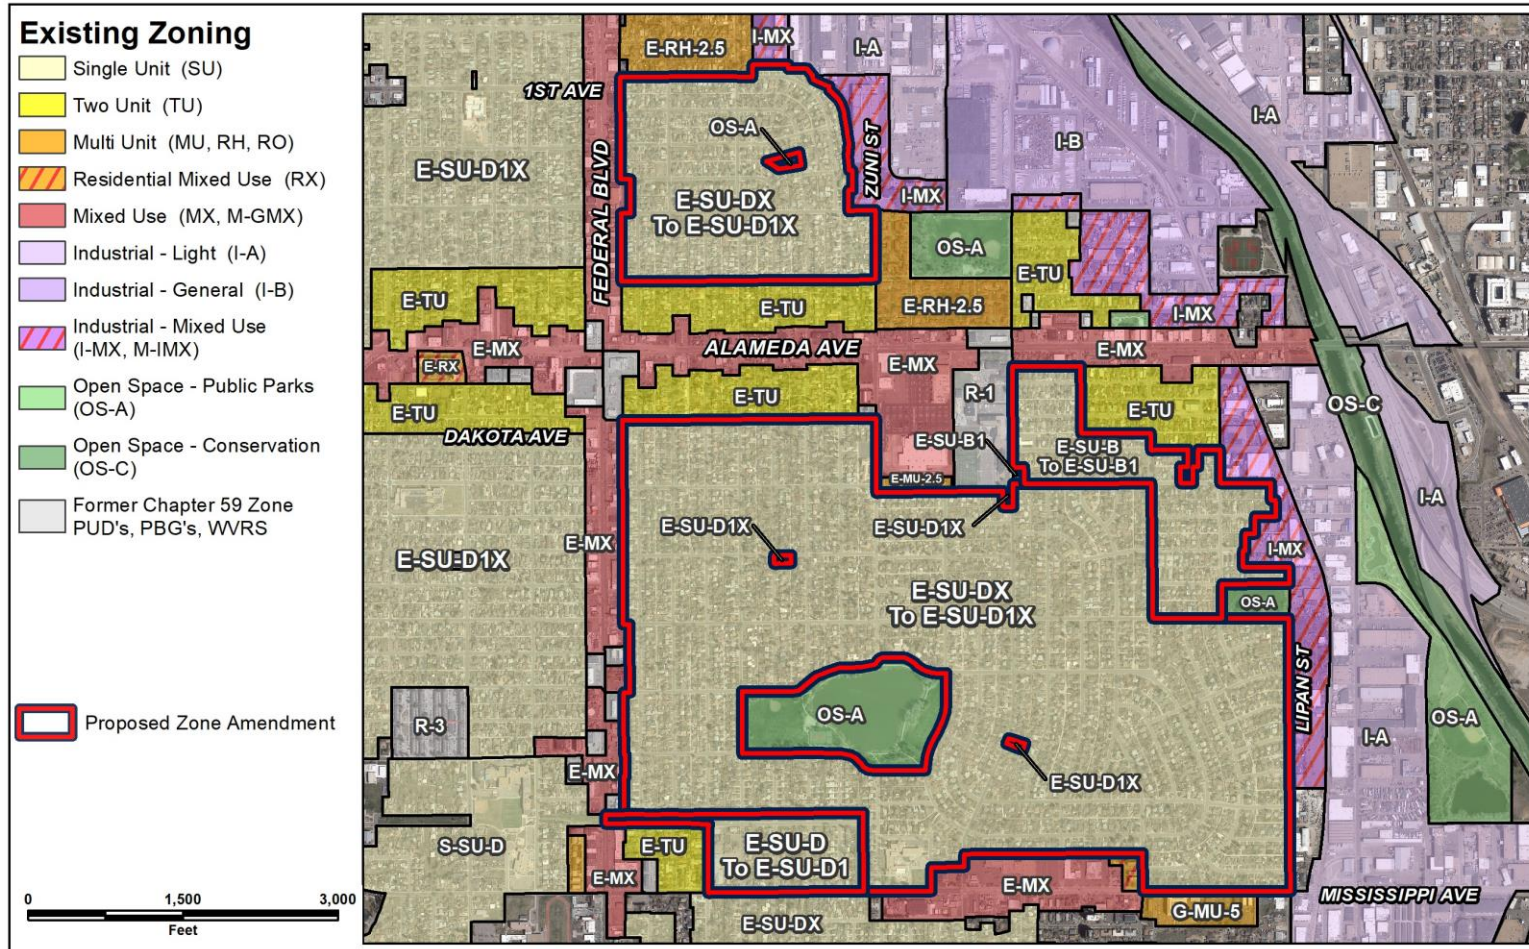 Existing Zoning
Single Unit (SU)
Two Unit (TU)
Multi Unit (MU, RH, RO)
Residential Mixed Use (RX)
Mixed Use (MX, M-GMX)
Industrial - Light (I-A)
Industrial - General (I-B)
Industrial - Mixed Use
(I-MX, M-IMX)
Open Space - Public Parks
(OS-A)
Open Space - Conservation
(OS-C)
Former Chapter 59 Zone
PUD's, PBG's, WVRS
Proposed Zone Amendment
0 1,500 3,000
Feet
E-RH-2.5
I-MX
I-A
1ST AVE
OS-A
I-A
I-B
E-SU-D1X
FEDERAL BLVD
ZUNI ST
I-MX
E-SU-DX
To E-SU-D1X
OS-A
E-TU
E-TU
E-TU
E-RH-2.5
I-MX
E-MX
ALAMEDA AVE
E-MX
E-MX
E-RX
R-1
E-TU
E-TU
E-TU
OS-C
DAKOTA AVE
E-SU-B1
E-SU-B
To E-SU-B1
E-MU-2.5
I-A
E-SU-D1X
E-SU-D1X
E-MX
I-MX
E-SU-D1X
E-SU-DX
To E-SU-D1X
OS-A
LIPAN ST
OS-A
R-3
OS-A
I-A
E-MX
E-SU-D1X
S-SU-D
E-TU
E-SU-D
To E-SU-D1
E-MX
E-MX
MISSISSIPPI AVE
G-MU-5
E-SU-DX